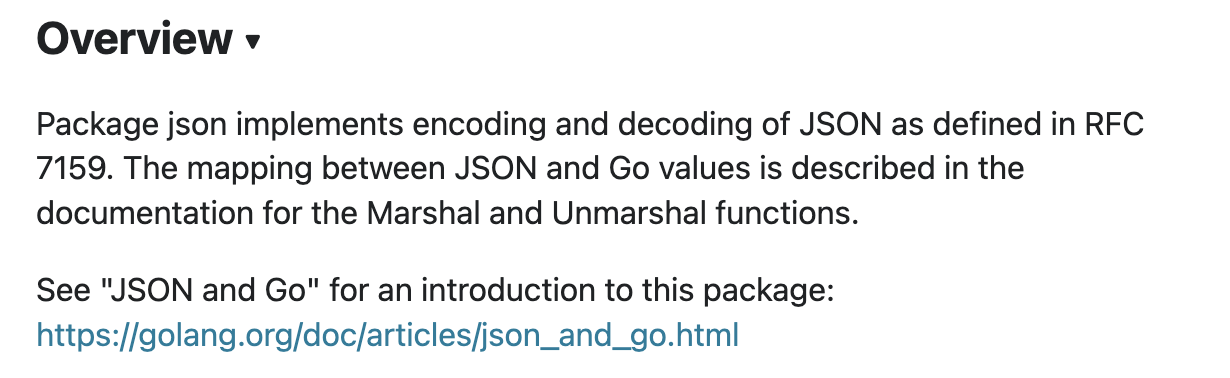 Overview ▾
Package json implements encoding and decoding of JSON as defined in RFC
7159. The mapping between JSON and Go values is described in the
documentation for the Marshal and Unmarshal functions.
See "JSON and Go" for an introduction to this package:
https://golang.org/doc/articles/json_and_go.html